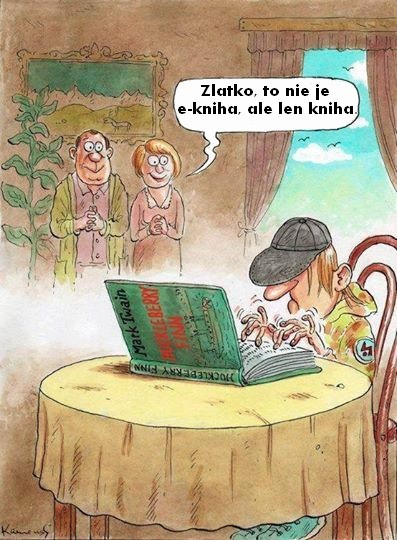 Zlatko, to nie je
e-kniha, ale len kniha.
Mark Twain
HUCKLEBERRY
FINN
HUCKLEBERRY FINN